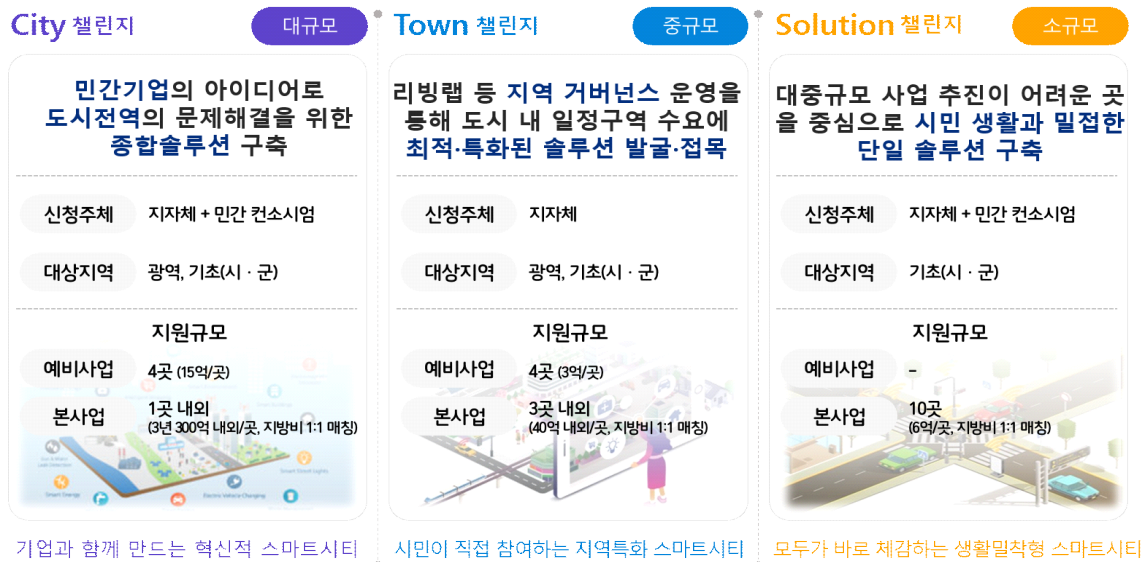 City 챌린지
대규모
민간기업의 아이디어로
도시전역의 문제해결을 위한
종합솔루션 구축
신청주체 지자체 + 민간 컨소시엄
대상지역 광역, 기초(시 · 군)
지원규모
예비사업 4곳 (15억/곳)
본사업 1곳 내외
(3년 300억 내외/곳, 지방비 1:1 매칭)
Smart Energy
Electric Vehicle Charging
Smart Street Lights
기업과 함께 만드는 혁신적 스마트시티
Town 챌린지
중규모
리빙랩 등 지역 거버넌스 운영을
통해 도시 내 일정구역 수요에
최적·특화된 솔루션 발굴·접목
신청주체 지자체
대상지역 광역, 기초(시 · 군)
지원규모
예비사업 4곳 (3억/곳)
본사업 3곳 내외
(40억 내외/곳, 지방비 1:1 매칭)
시민이 직접 참여하는 지역특화 스마트시티
Solution 챌린지
소규모
대중규모 사업 추진이 어려운 곳
을 중심으로 시민 생활과 밀접한
단일 솔루션 구축
신청주체 지자체 + 민간 컨소시엄
대상지역 기초(시 · 군)
지원규모
예비사업 –
본사업 10곳
(6억/곳, 지방비 1:1 매칭)
모두가 바로 체감하는 생활밀착형 스마트시티